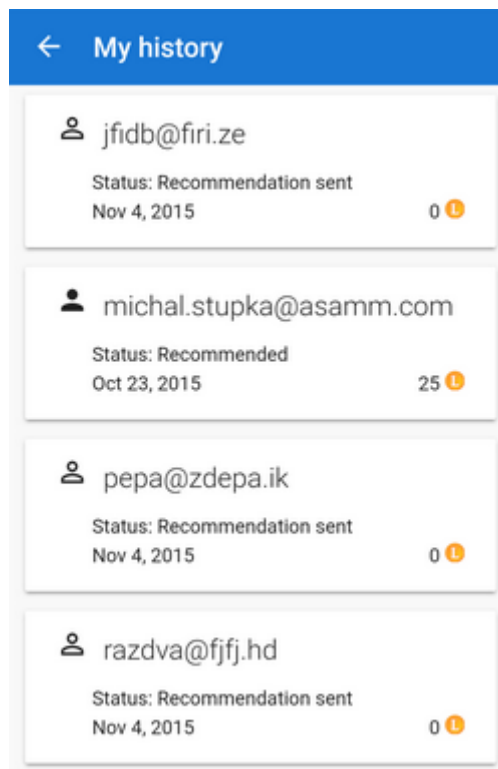 My history
jfidb@firi.ze
Status: Recommendation sent
Nov 4, 2015 0 L
michal.stupka@asamm.com
Status: Recommended
Oct 23, 2015 25 L
pepa@zdepa.ik
Status: Recommendation sent
Nov 4, 2015 0 L
razdva@fjfj.hd
Status: Recommendation sent
Nov 4, 2015 0 L